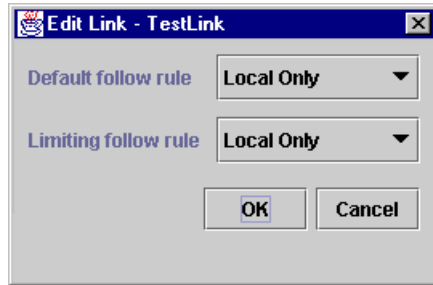 Edit Link - TestLink
Default follow rule Local Only
Limiting follow rule Local Only
OK Cancel